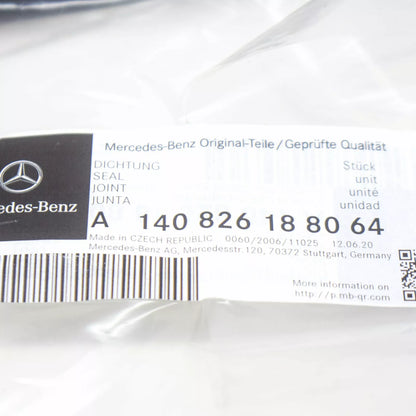 Mercedes-Benz Original-Teile/Geprüfte Qualität
DICHTUNG Stück
SEAL unit
JOINT unité
JUNTA unidad
edes-Benz
A 140 826 18 80 64
Made in CZECH REPUBLIC 0060/2006/11025 12.06.20
Mercedes-Benz AG, Mercedesstr.120, 70372 Stuttgart, Germany
More information on
http://p.mb-qr.com